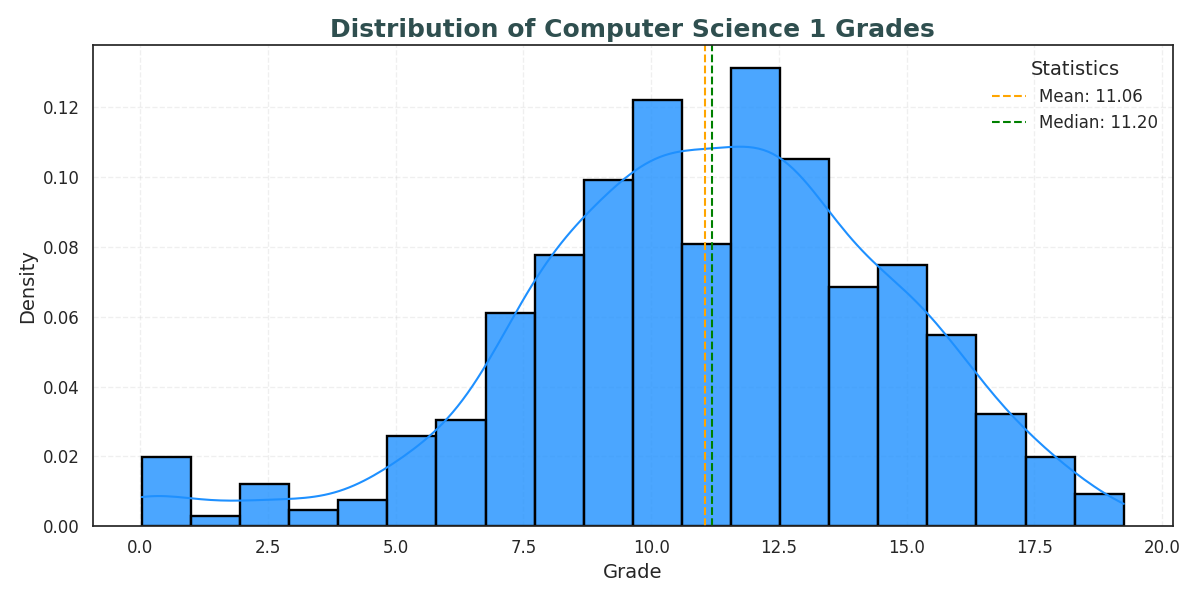 Distribution of Computer Science 1 Grades
Statistics
Mean: 11.06
Median: 11.20
Density
0.12
0.10
0.08
0.06
0.04
0.02
0.00
0.0 2.5 5.0 7.5 10.0 12.5 15.0 17.5 20.0
Grade